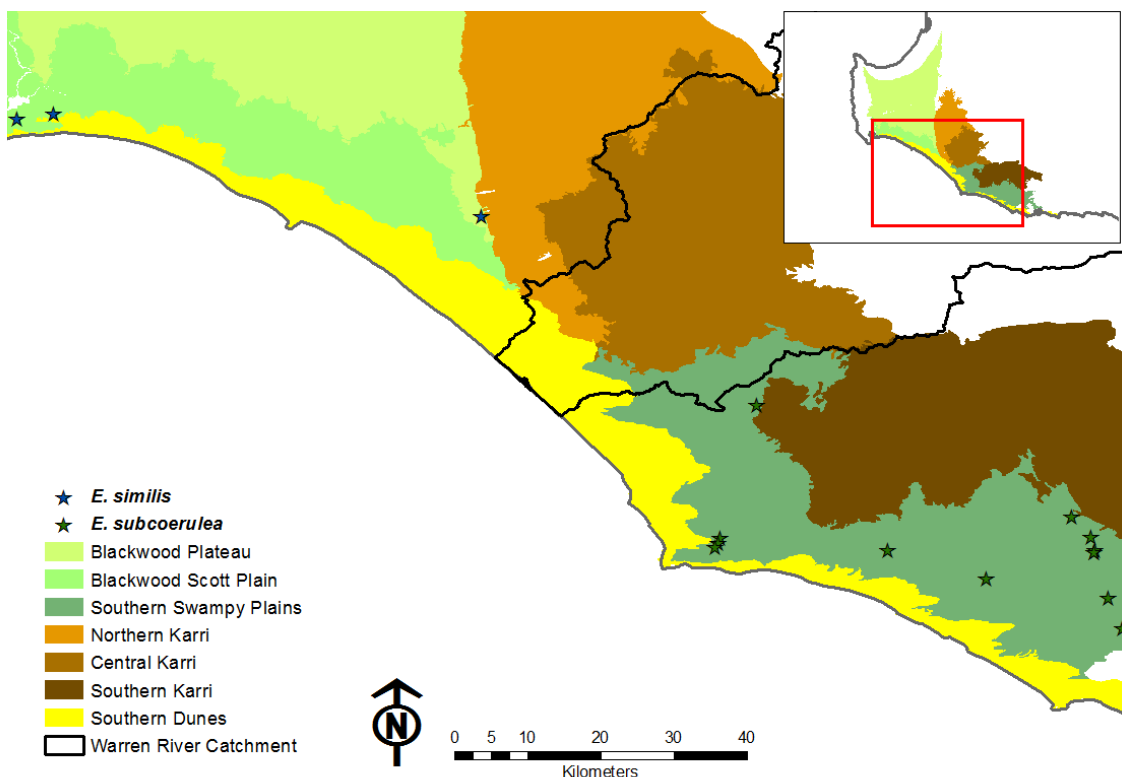 E. similis
E. subcoerulea
Blackwood Plateau
Blackwood Scott Plain
Southern Swampy Plains
Northern Karri
Central Karri
Southern Karri
Southern Dunes
Warren River Catchment
N
0 5 10 20 30 40
Kilometers